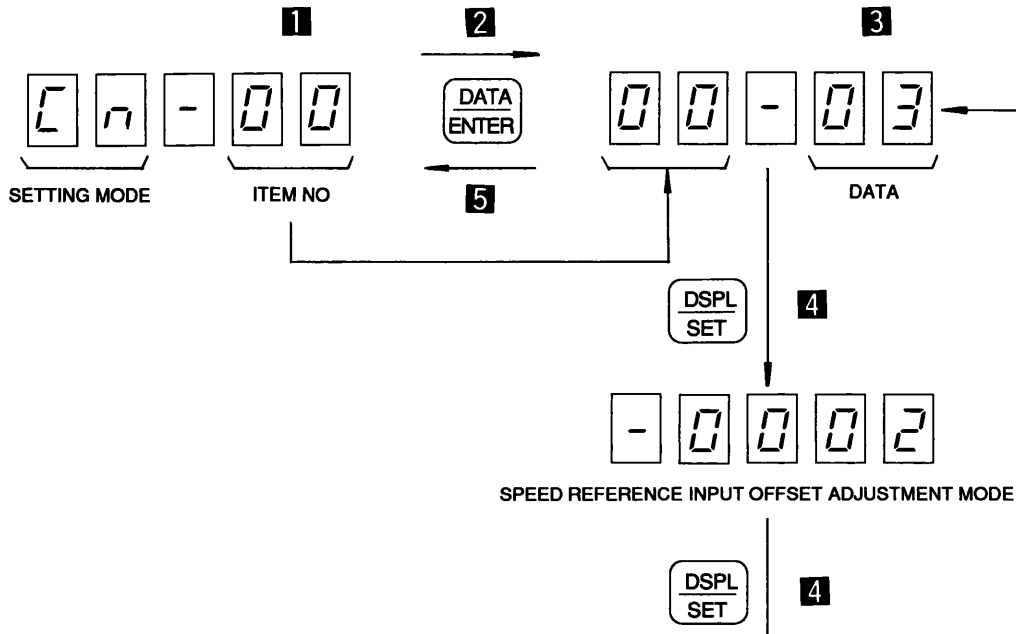 1
2
3
Cn-00
DATA
ENTER
00-03
SETTING MODE
ITEM NO
5
DATA
DSPL
SET
4
-0002
SPEED REFERENCE INPUT OFFSET ADJUSTMENT MODE
DSPL
SET
4